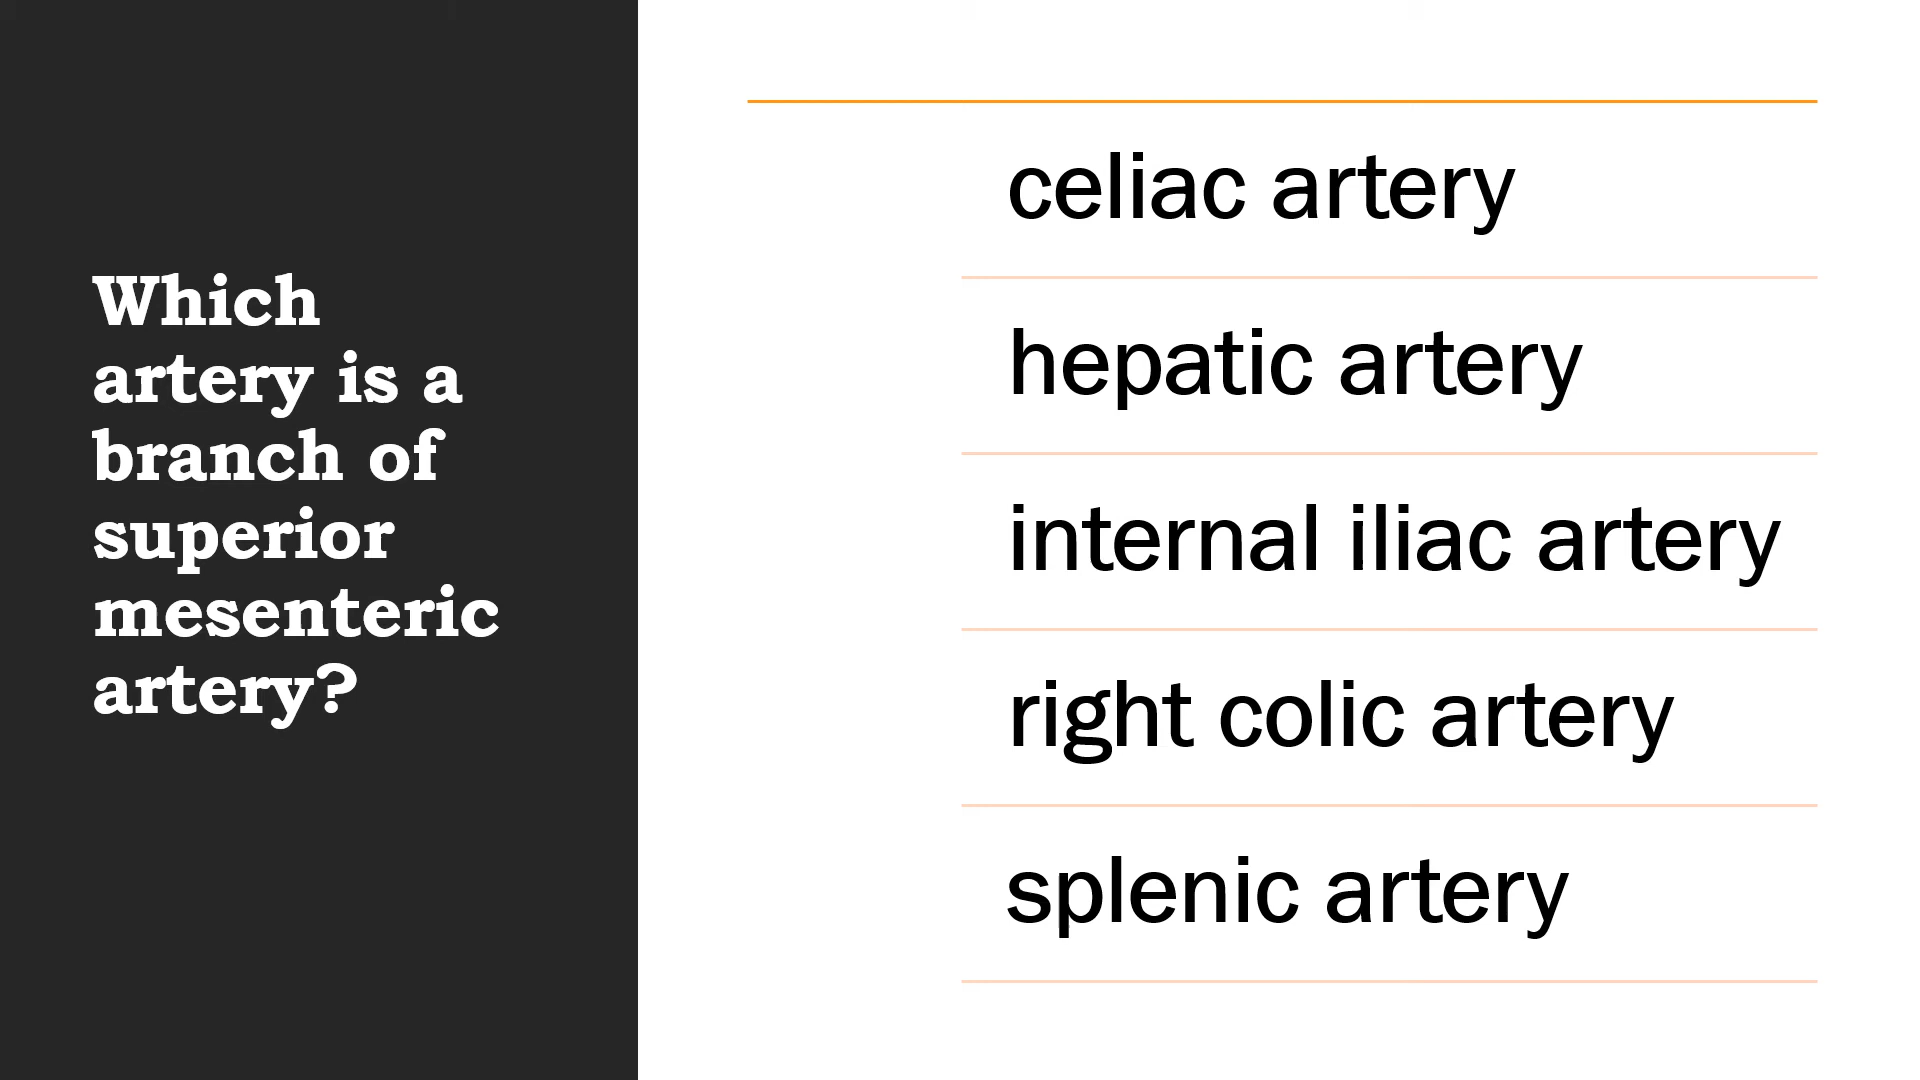 Which
artery is a
branch of
superior
mesenteric
artery?
celiac artery
hepatic artery
internal iliac artery
right colic artery
splenic artery